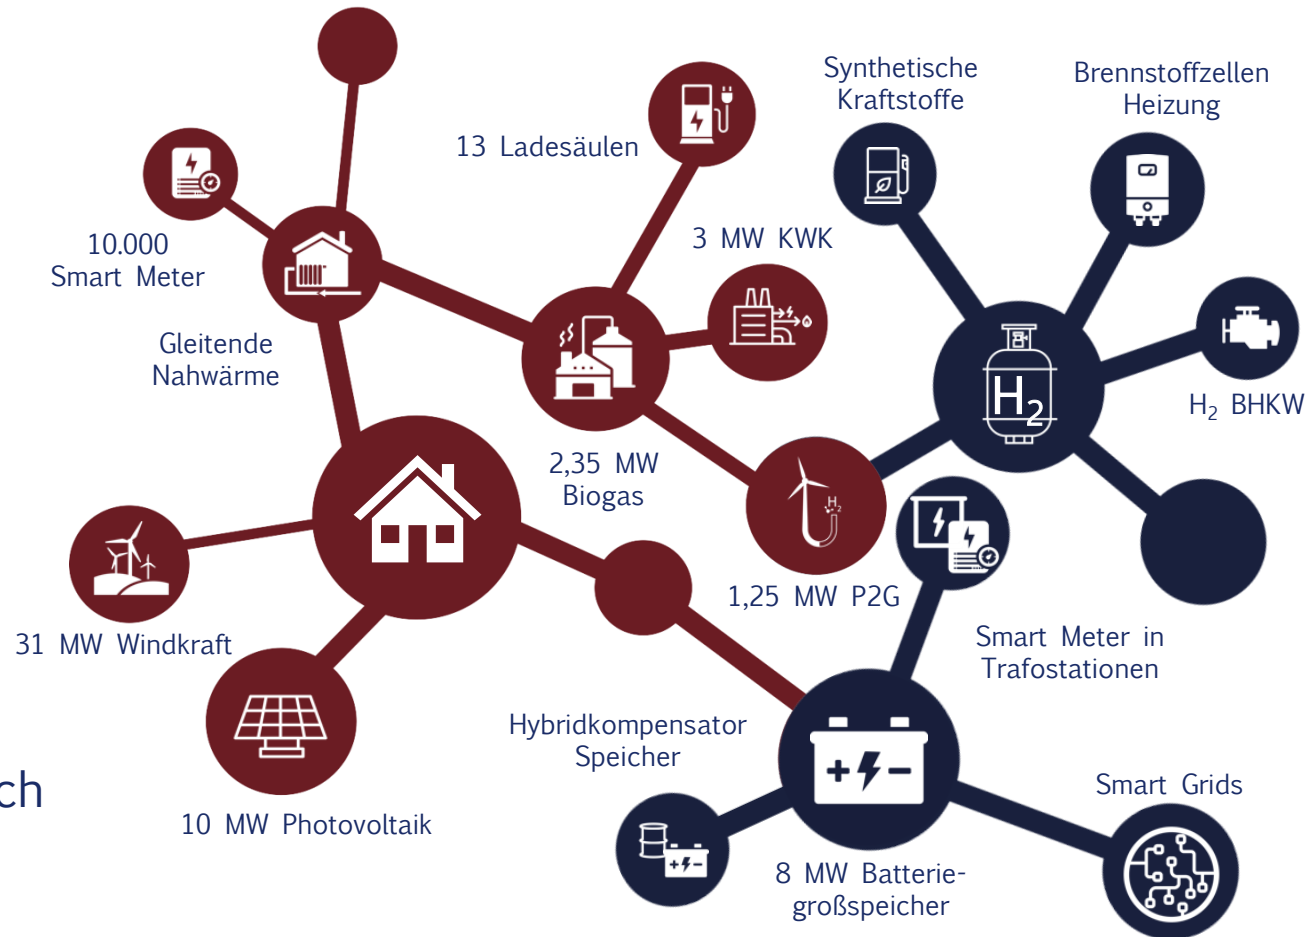 Synthetische
Kraftstoffe
Brennstoffzellen
Heizung
13 Ladesäulen
3 MW KWK
10.000
Smart Meter
Gleitende
Nahwärme
H₂
H₂ BHKW
2,35 MW
Biogas
H₂
1,25 MW P2G
31 MW Windkraft
Smart Meter in
Trafostationen
Hybridkompensator
Speicher
ch
Smart Grids
10 MW Photovoltaik
8 MW Batterie-
großspeicher